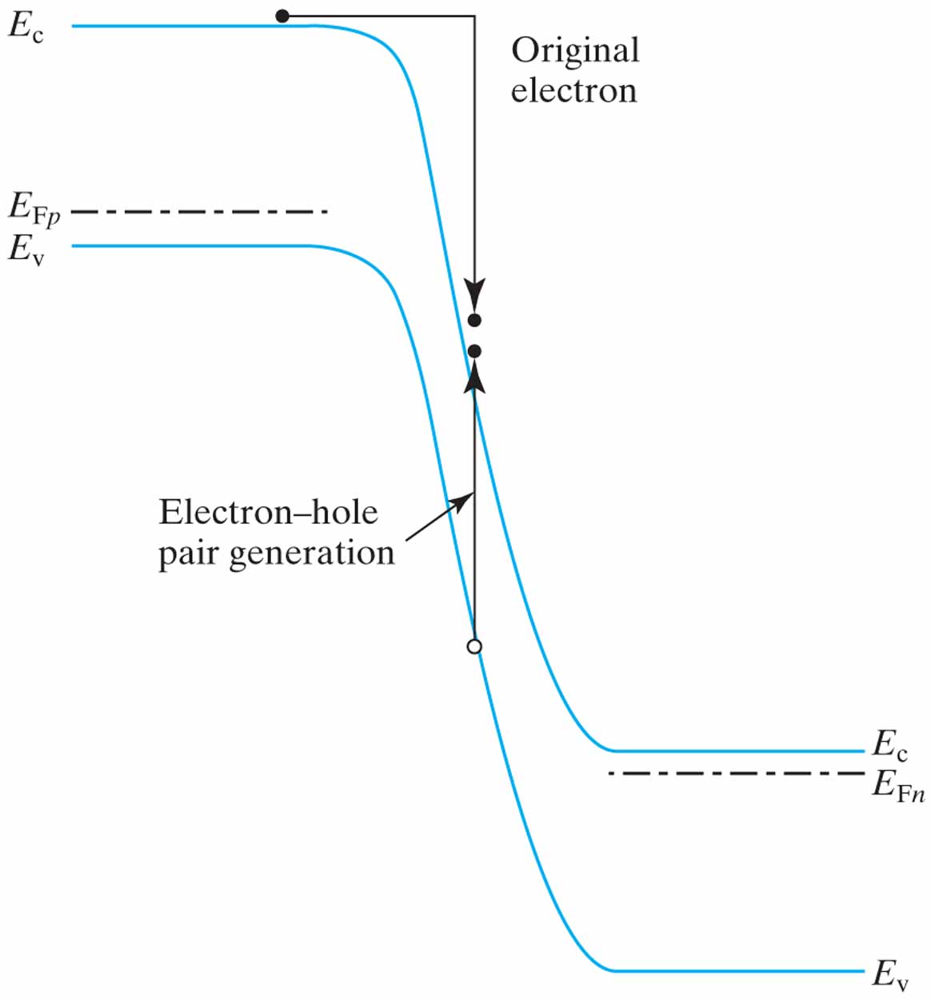 Ec
Original
electron
EFp
Ev
Electron–hole
pair generation
Ec
EFn
Ev